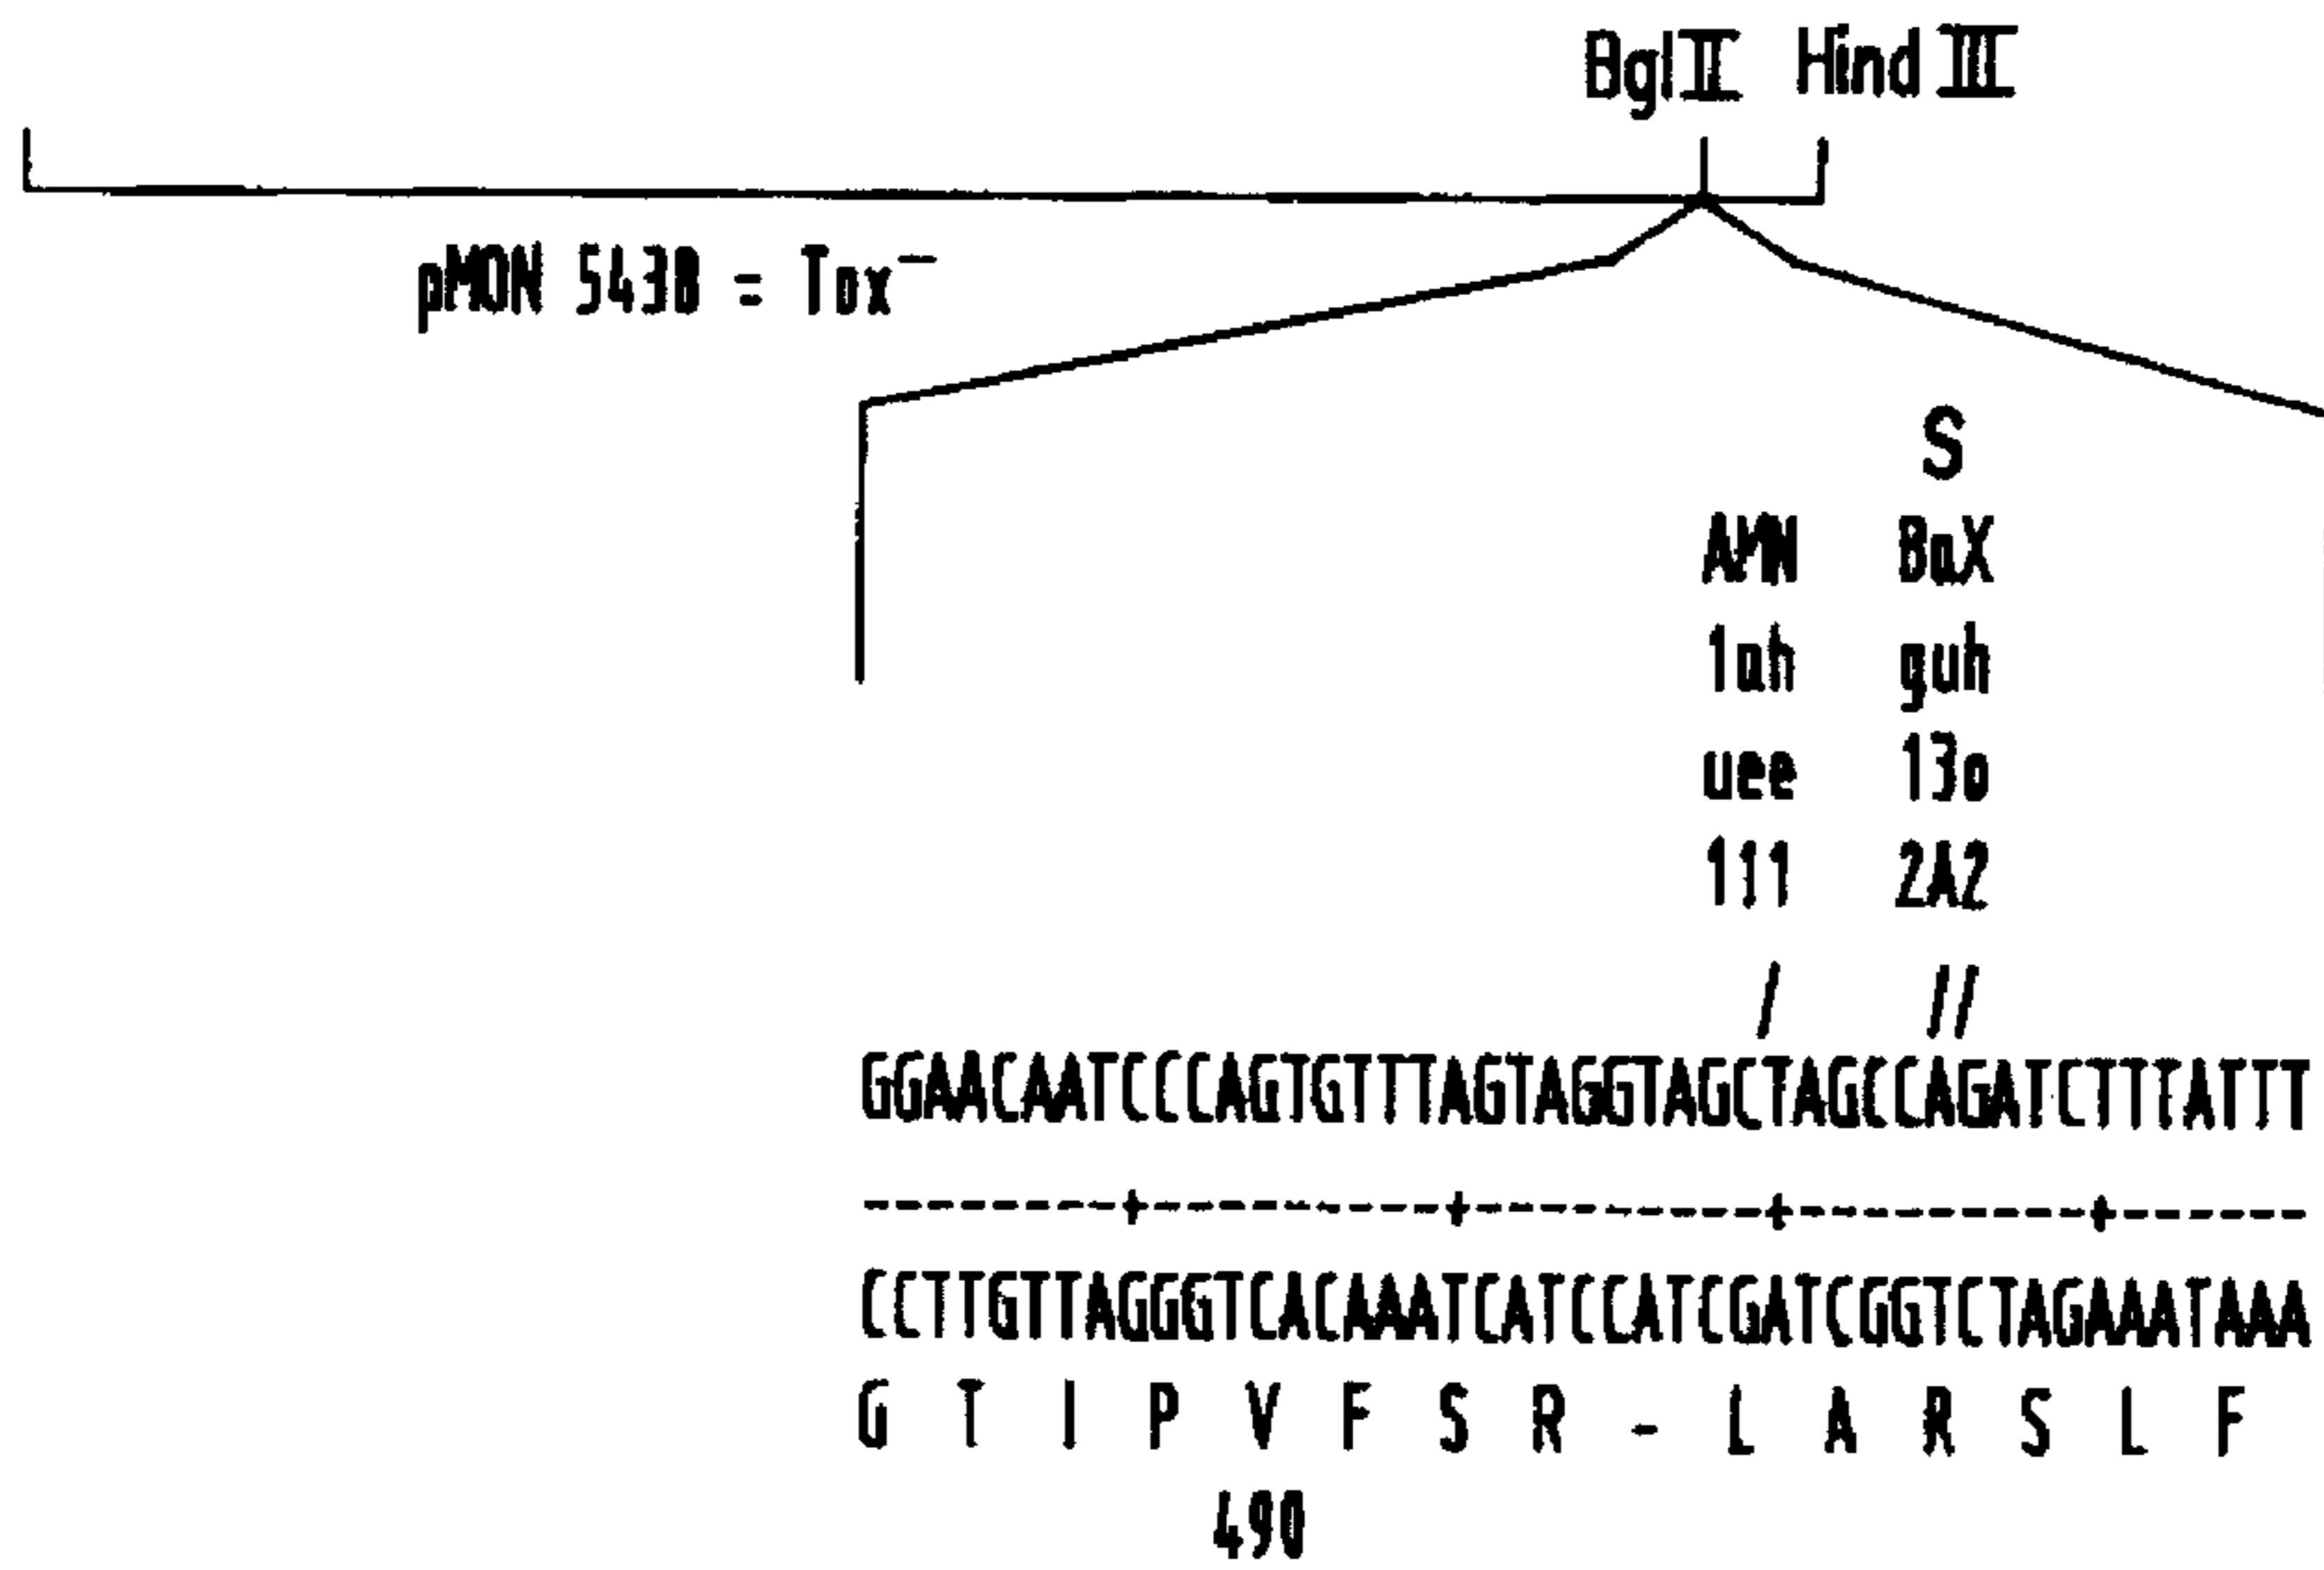 BglII HindIII
pMON 5438 = Tox⁻
S
AMN BaX
1ah guh
uee 13o
111 2A2
/ //
GGAACAATCCCAGTGTTTAGTAGGTAGCTAGCCAGATCTTTATTT
--------+---------+---------+---------+------
CCTTGTTAGGGTCACAAATCATCCATCGATCGGTCTAGAAATAAA
G T I P V F S R - L A R S L F
490